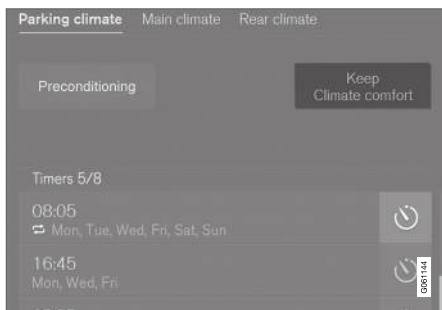 Parking climate Main climate Rear climate
Preconditioning
Keep
Climate comfort
Timers 5/8
08:05
Mon, Tue, Wed, Fri, Sat, Sun
16:45
Mon, Wed, Fri
G061144